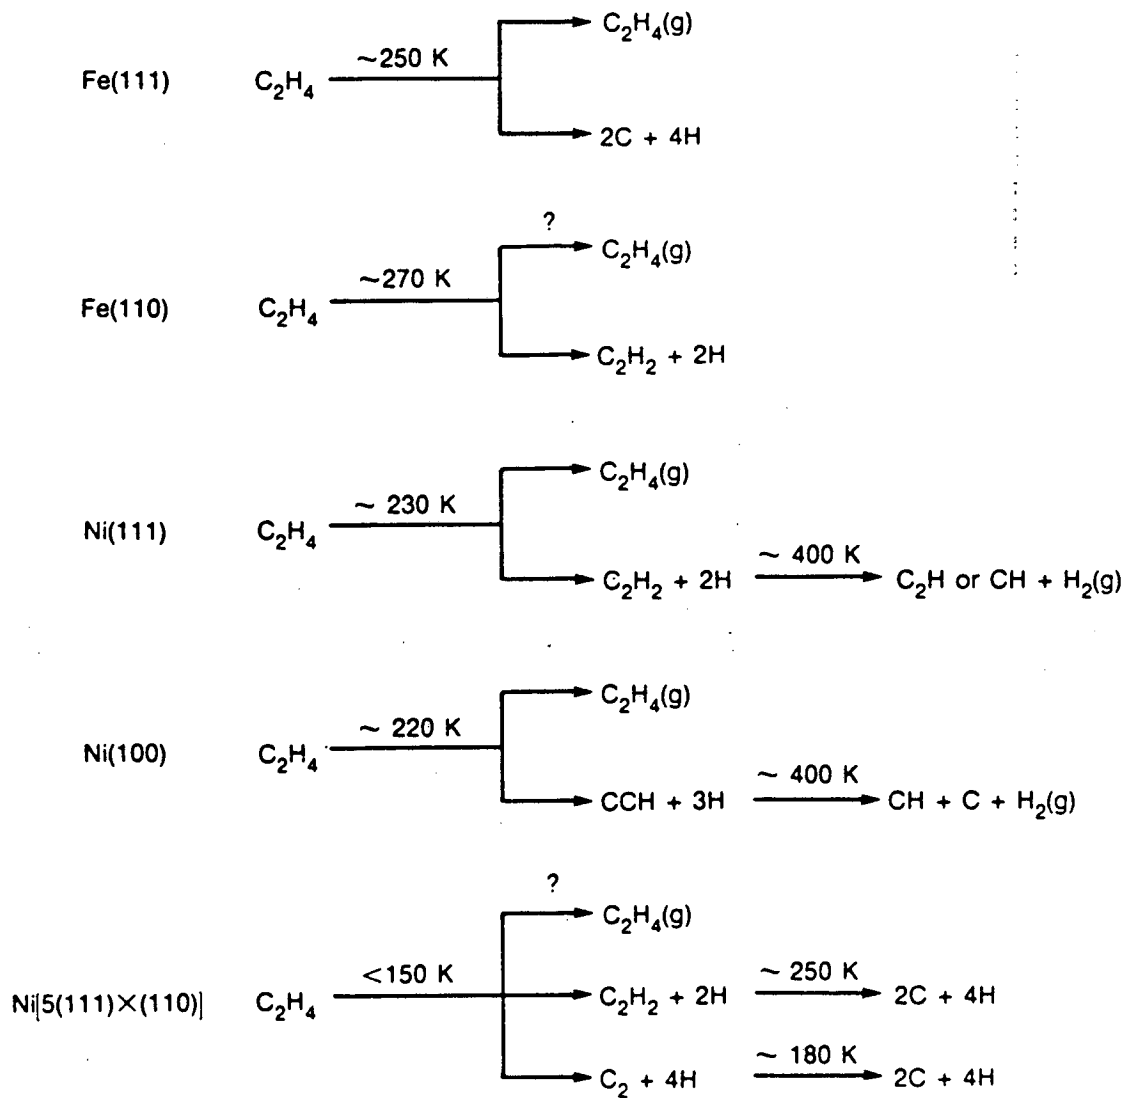 Fe(111) C₂H₄ ~250 K C₂H₄(g)
2C + 4H
Fe(110) C₂H₄ ~270 K ? C₂H₄(g)
C₂H₂ + 2H
Ni(111) C₂H₄ ~ 230 K C₂H₄(g)
C₂H₂ + 2H ~ 400 K C₂H or CH + H₂(g)
Ni(100) C₂H₄ ~ 220 K C₂H₄(g)
CCH + 3H ~ 400 K CH + C + H₂(g)
? C₂H₄(g)
Ni[5(111)×(110)] C₂H₄ <150 K C₂H₂ + 2H ~ 250 K 2C + 4H
C₂ + 4H ~ 180 K 2C + 4H